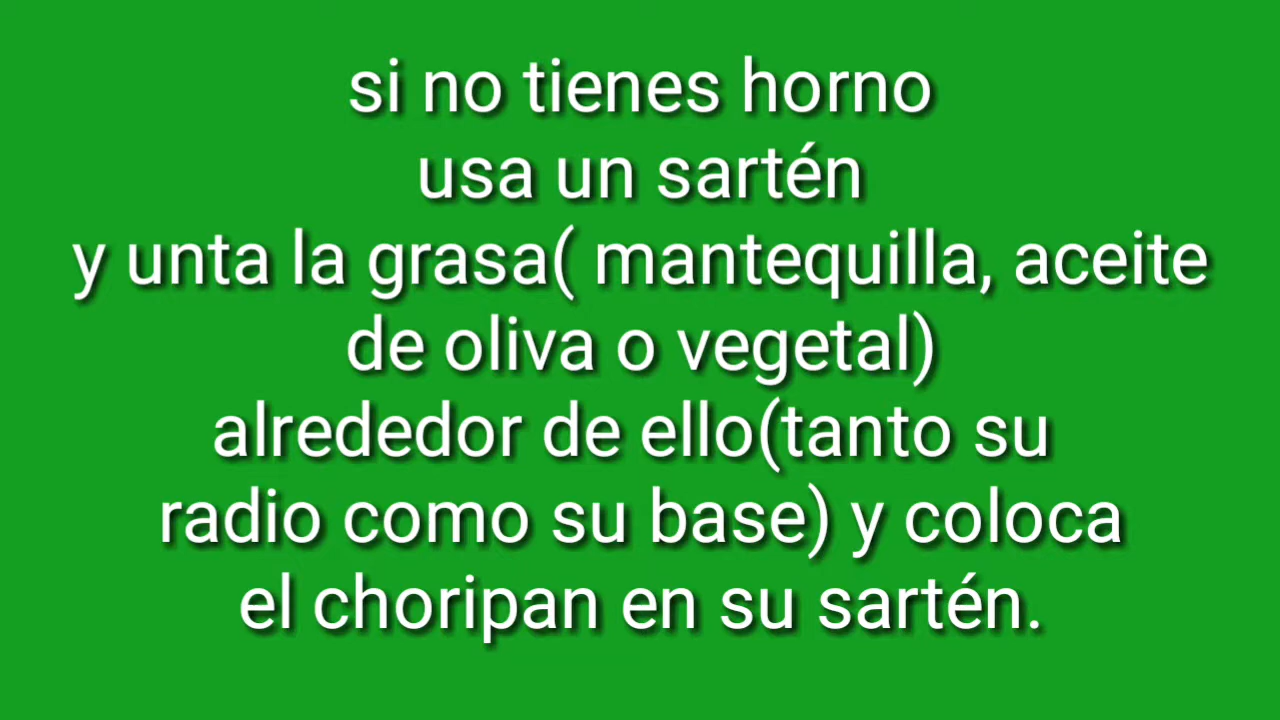 si no tienes horno
usa un sartén
y unta la grasa( mantequilla, aceite
de oliva o vegetal)
alrededor de ello(tanto su
radio como su base) y coloca
el choripan en su sartén.